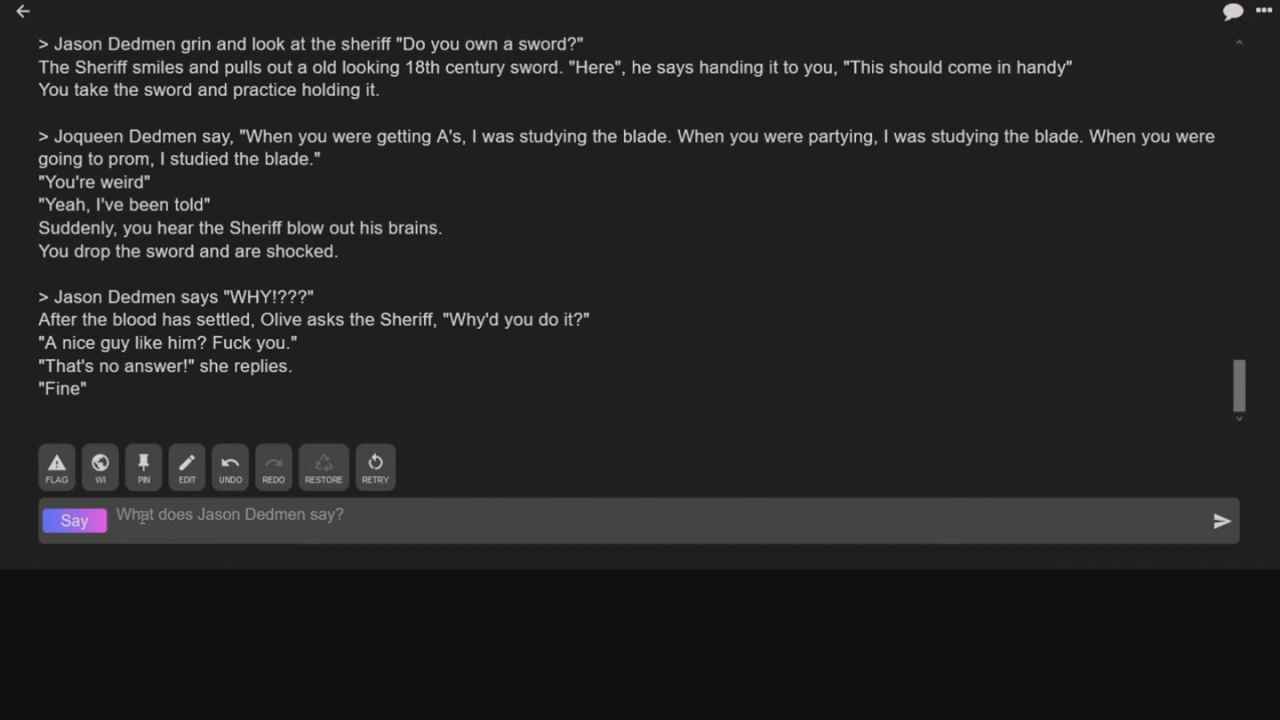 > Jason Dedmen grin and look at the sheriff "Do you own a sword?"
The Sheriff smiles and pulls out a old looking 18th century sword. "Here", he says handing it to you, "This should come in handy"
You take the sword and practice holding it.
> Joqueen Dedmen say, "When you were getting A's, I was studying the blade. When you were partying, I was studying the blade. When you were
going to prom, I studied the blade."
"You're weird"
"Yeah, I've been told"
Suddenly, you hear the Sheriff blow out his brains.
You drop the sword and are shocked.
> Jason Dedmen says "WHY!???"
After the blood has settled, Olive asks the Sheriff, "Why'd you do it?"
"A nice guy like him? Fuck you."
"That's no answer!" she replies.
"Fine"
FLAG WI PIN EDIT UNDO REDO RESTORE RETRY
Say What does Jason Dedmen say?